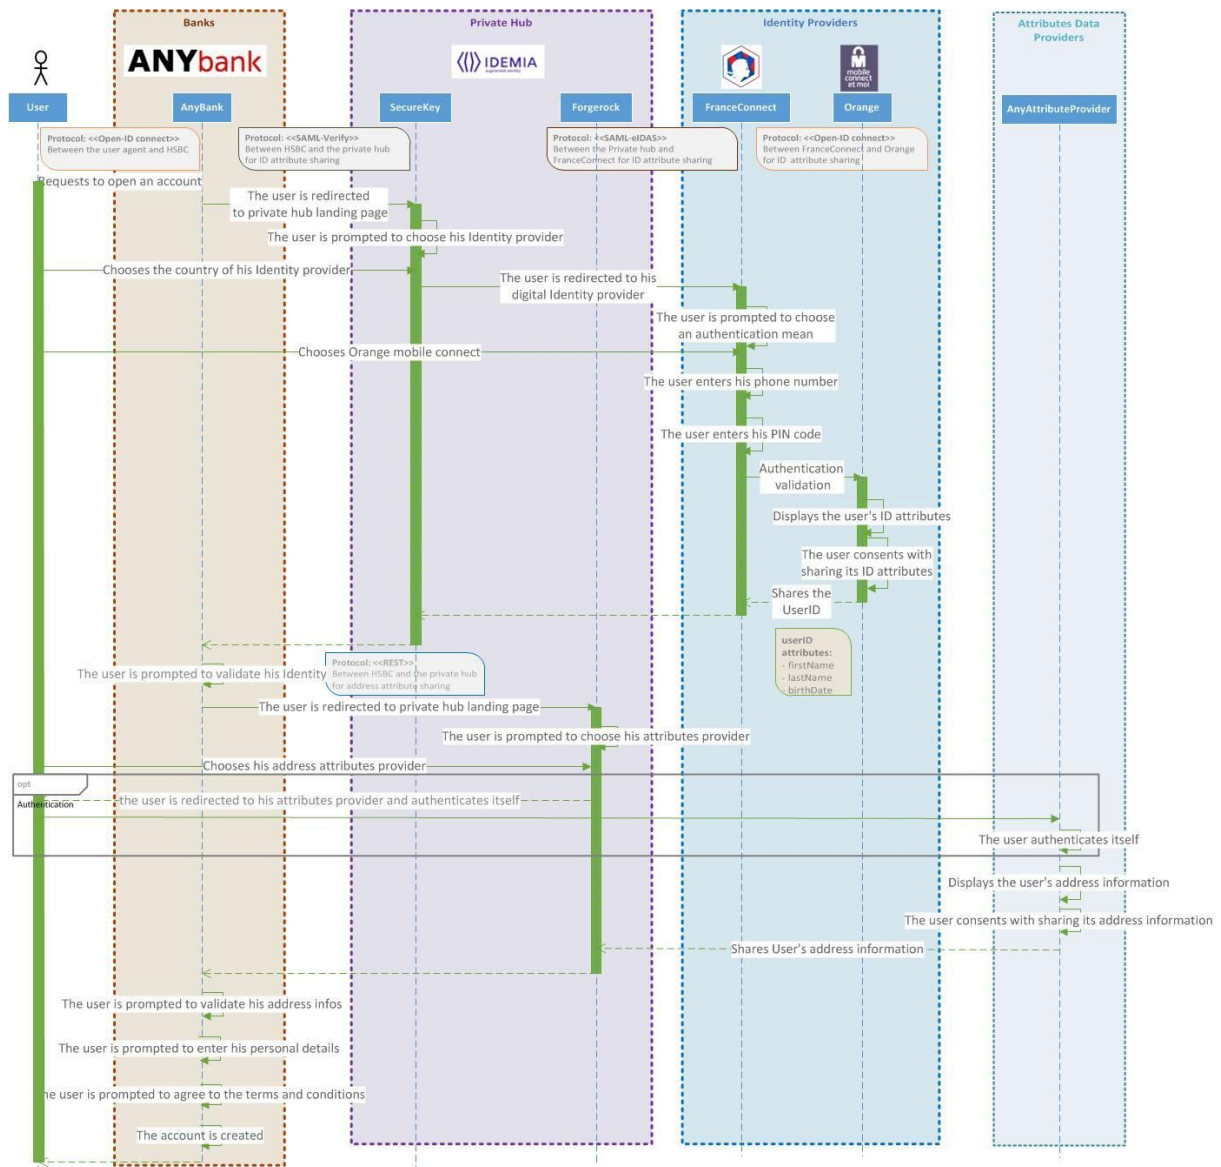 Banks
Private Hub
Identity Providers
Attributes Data
Providers
ANYbank
IDEMIA
augmented identity
mobile
connect
et moi
User
AnyBank
SecureKey
Forgerock
FranceConnect
Orange
AnyAttributeProvider
Protocol: <<Open-ID connect>>
Between the user agent and HSBC
Protocol: <<SAML-Verify>>
Between HSBC and the private hub
for ID attribute sharing
Protocol: <<SAML-eIDAS>>
Between the Private hub and
FranceConnect for ID attribute sharing
Protocol: <<Open-ID connect>>
Between FranceConnect and Orange
for ID attribute sharing
Requests to open an account
The user is redirected
to private hub landing page
The user is prompted to choose his Identity provider
Chooses the country of his Identity provider
The user is redirected to his
digital Identity provider
The user is prompted to choose
an authentication mean
Chooses Orange mobile connect
The user enters his phone number
The user enters his PIN code
Authentication
validation
Displays the user's ID attributes
The user consents with
sharing its ID attributes
Shares the
UserID
userID
attributes:
- firstName
- lastName
- birthDate
Protocol: <<REST>>
Between HSBC and the private hub
for address attribute sharing
The user is prompted to validate his Identity
The user is redirected to private hub landing page
The user is prompted to choose his attributes provider
Chooses his address attributes provider
opt
Authentication
the user is redirected to his attributes provider and authenticates itself
The user authenticates itself
Displays the user's address information
The user consents with sharing its address information
Shares User's address information
The user is prompted to validate his address infos
The user is prompted to enter his personal details
he user is prompted to agree to the terms and conditions
The account is created